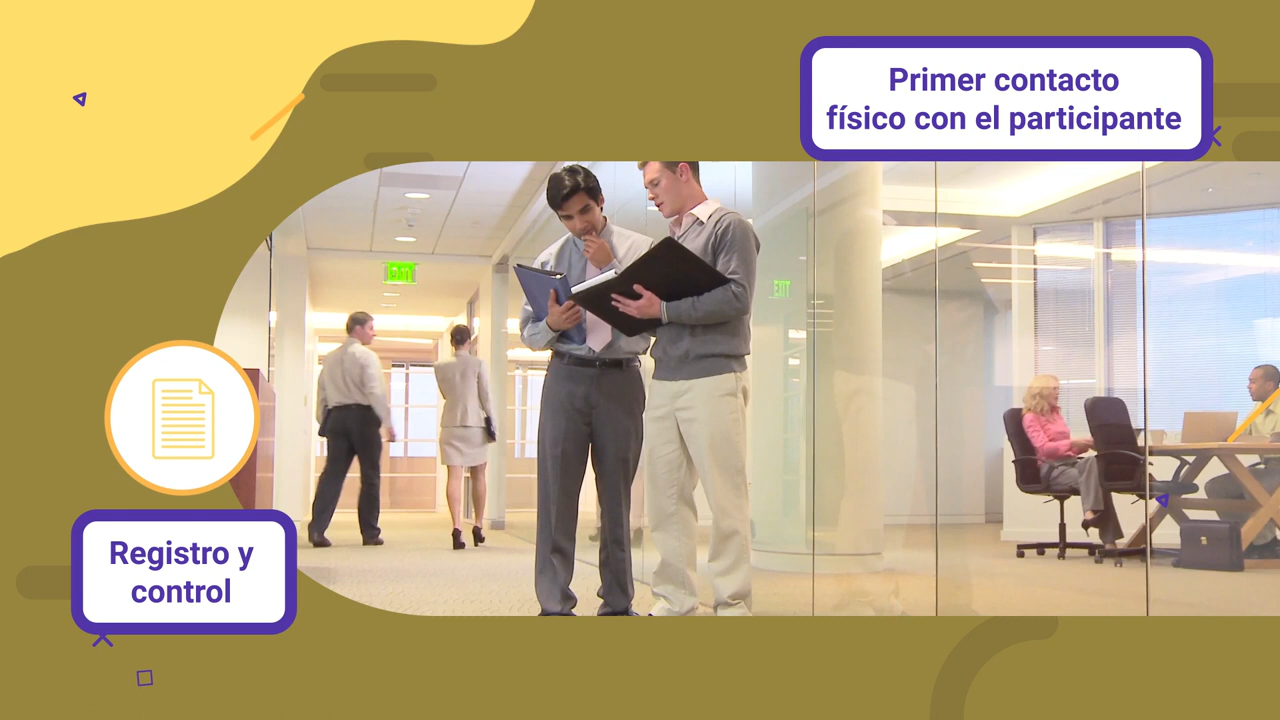 Primer contacto
físico con el participante
EXIT
EXIT
Registro y
control